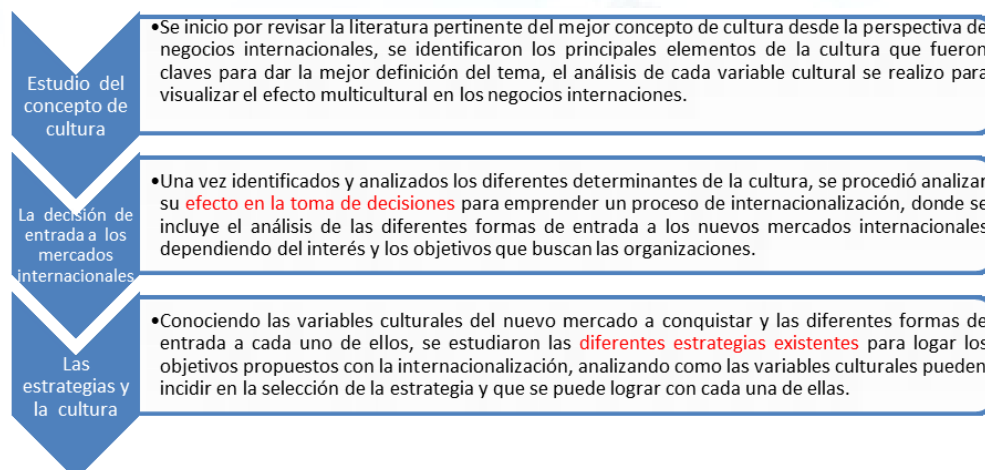 Estudio del
concepto de
cultura
•Se inicio por revisar la literatura pertinente del mejor concepto de cultura desde la perspectiva de
negocios internacionales, se identificaron los principales elementos de la cultura que fueron
claves para dar la mejor definición del tema, el análisis de cada variable cultural se realizo para
visualizar el efecto multicultural en los negocios internaciones.
La decisión de
entrada a los
mercados
internacionales
•Una vez identificados y analizados los diferentes determinantes de la cultura, se procedió analizar
su efecto en la toma de decisiones para emprender un proceso de internacionalización, donde se
incluye el análisis de las diferentes formas de entrada a los nuevos mercados internacionales
dependiendo del interés y los objetivos que buscan las organizaciones.
Las
estrategias y
la cultura
•Conociendo las variables culturales del nuevo mercado a conquistar y las diferentes formas de
entrada a cada uno de ellos, se estudiaron las diferentes estrategias existentes para logar los
objetivos propuestos con la internacionalización, analizando como las variables culturales pueden
incidir en la selección de la estrategia y que se puede lograr con cada una de ellas.